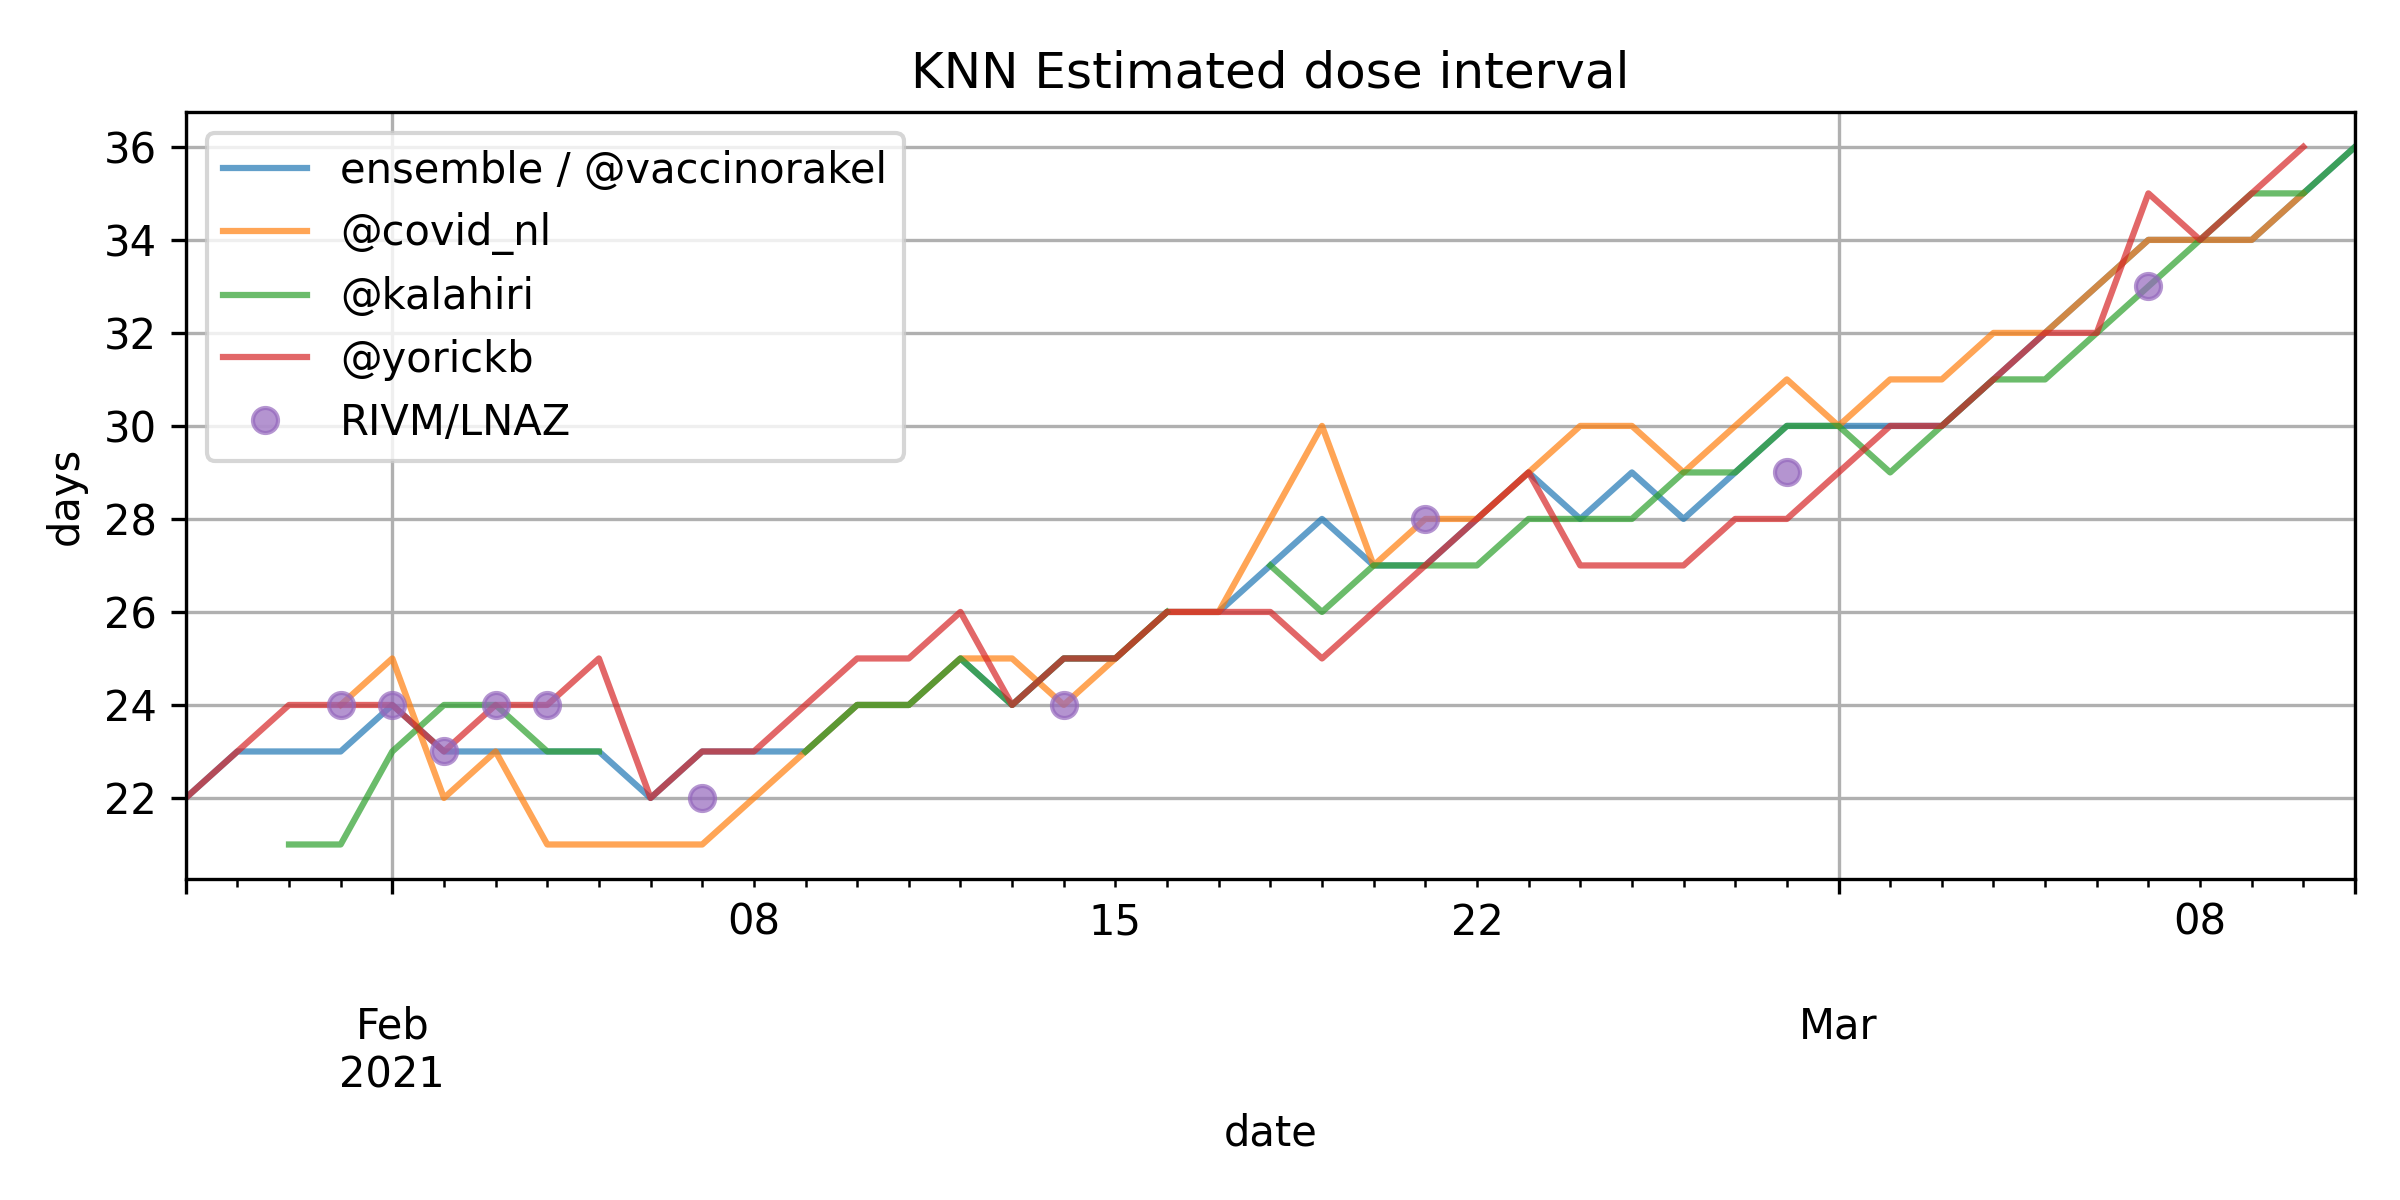 KNN Estimated dose interval
36
34
32
30
28
26
24
22
days
ensemble / @vaccinorakel
@covid_nl
@kalahiri
@yorickb
RIVM/LNAZ
08
15
22
08
Feb
2021
Mar
date